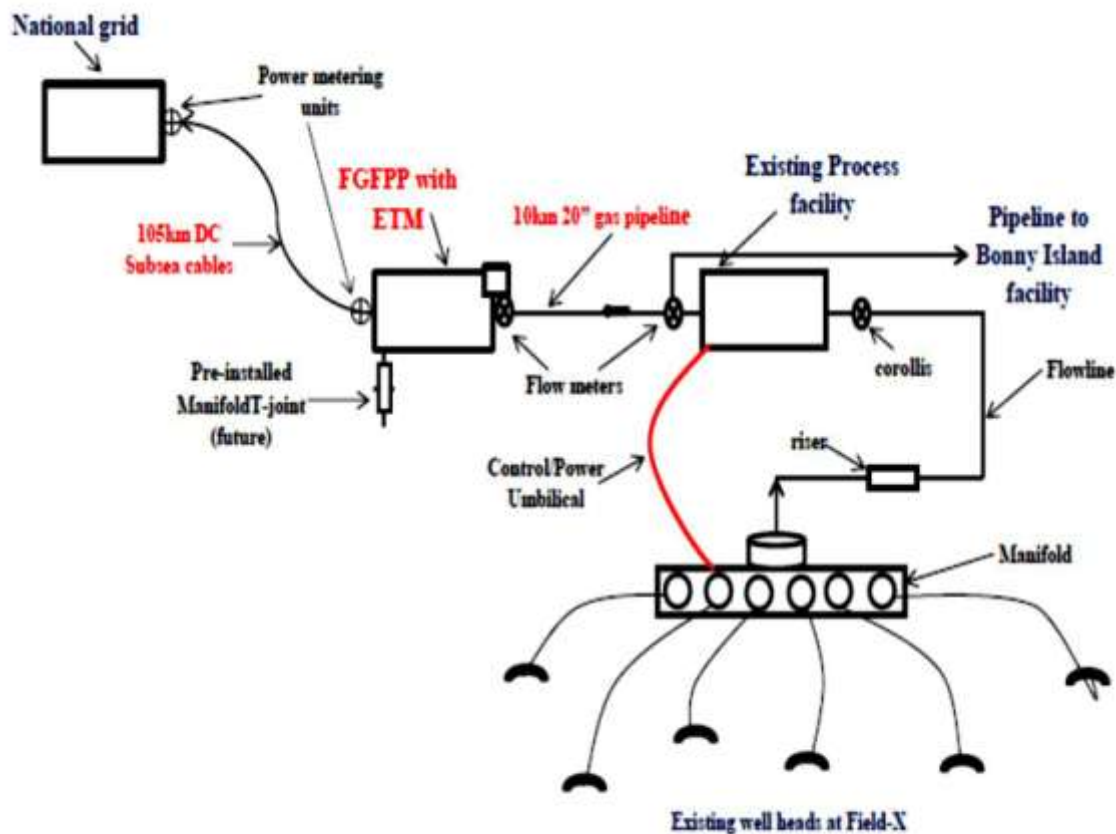 National grid
Power metering
units
FGFPP with
ETM
Existing Process
facility
10km 20" gas pipeline
Pipeline to
Bonny Island
facility
105km DC
Subsea cables
Pre-installed
ManifoldT-joint
(future)
Flow meters
corollis
Flowline
Control/Power
Umbilical
riser
Manifold
Existing well heads at Field-X